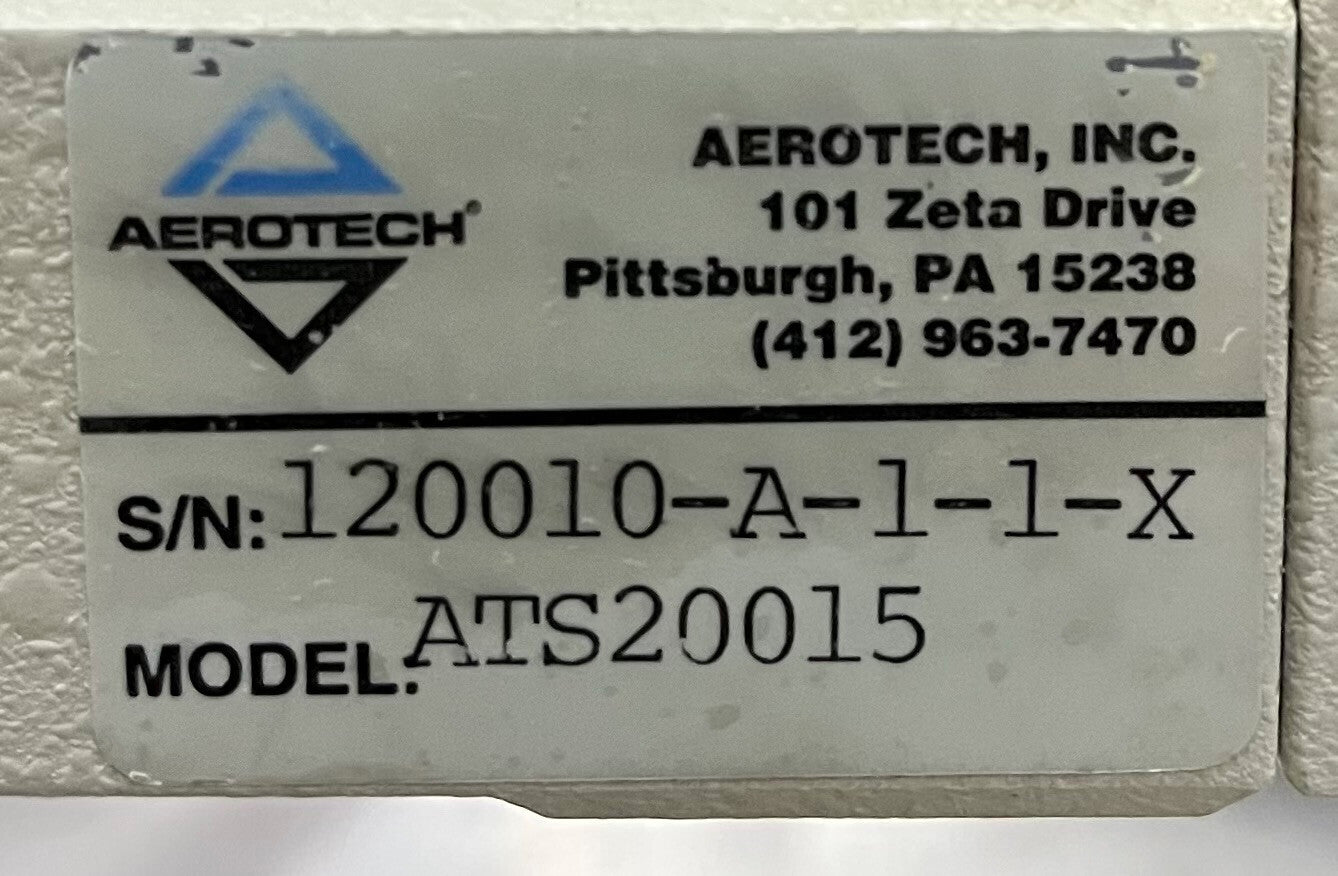 AEROTECH®
AEROTECH, INC.
101 Zeta Drive
Pittsburgh, PA 15238
(412) 963-7470
S/N: 120010-A-1-1-X
MODEL: ATS20015